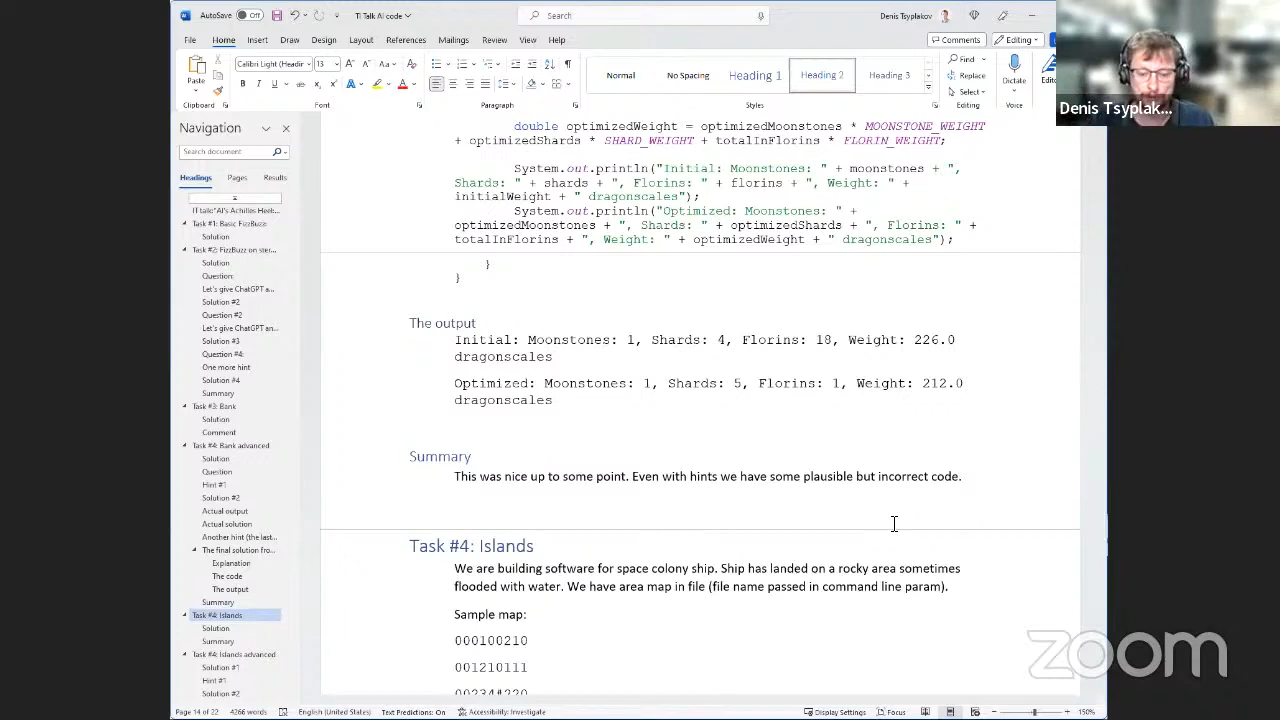 AutoSave Off TI Talk AI code Search Denis Tsyplakov
File Home Insert Draw Design Layout References Mailings Review View Help Comments Editing
Paste Calibri Light (Headin 13 Normal No Spacing Heading 1 Heading 2 Heading 3 Find Dictate
Replace
Select
Clipboard Font Paragraph Styles Editing Voice
Denis Tsyplak...
Navigation
Search document
Headings Pages Results
IT talk:"AI's Achilles Heel
Task #1: Basic FizzBuzz
Solution
Task #2: FizzBuzz on ster...
Solution
Question:
Let's give ChatGPT a...
Solution #2
Question #2
Let's give ChatGPT an...
Solution #3
Question #4:
One more hint
Solution #4
Summary
Task #3: Bank
Solution
Comment
Task #4: Bank advanced
Solution
Question
Hint #1
Solution #2
Actual output
Actual solution
Another hint (the last...
The final solution fro...
Explanation
The code
The output
Summary
Task #4: Islands
Solution
Summary
Task #4: Islands advanced
Solution #1
Hint #1
Solution #2
double optimizedWeight = optimizedMoonstones * MOONSTONE_WEIGHT
+ optimizedShards * SHARD_WEIGHT + totalInFlorins * FLORIN_WEIGHT;
System.out.println("Initial: Moonstones: " + moonstones + ",
Shards: " + shards + ", Florins: " + florins + ", Weight: " +
initialWeight + " dragonscales");
System.out.println("Optimized: Moonstones: " +
optimizedMoonstones + ", Shards: " + optimizedShards + ", Florins: " +
totalInFlorins + ", Weight: " + optimizedWeight + " dragonscales");
}
}
The output
Initial: Moonstones: 1, Shards: 4, Florins: 18, Weight: 226.0
dragonscales
Optimized: Moonstones: 1, Shards: 5, Florins: 1, Weight: 212.0
dragonscales
Summary
This was nice up to some point. Even with hints we have some plausible but incorrect code.
Task #4: Islands
We are building software for space colony ship. Ship has landed on a rocky area sometimes
flooded with water. We have area map in file (file name passed in command line param).
Sample map:
000100210
001210111
00234#220
zoom
Page 14 of 22 4266 words English (United States) Text Predictions: On Accessibility: Investigate Display Settings Focus 150%